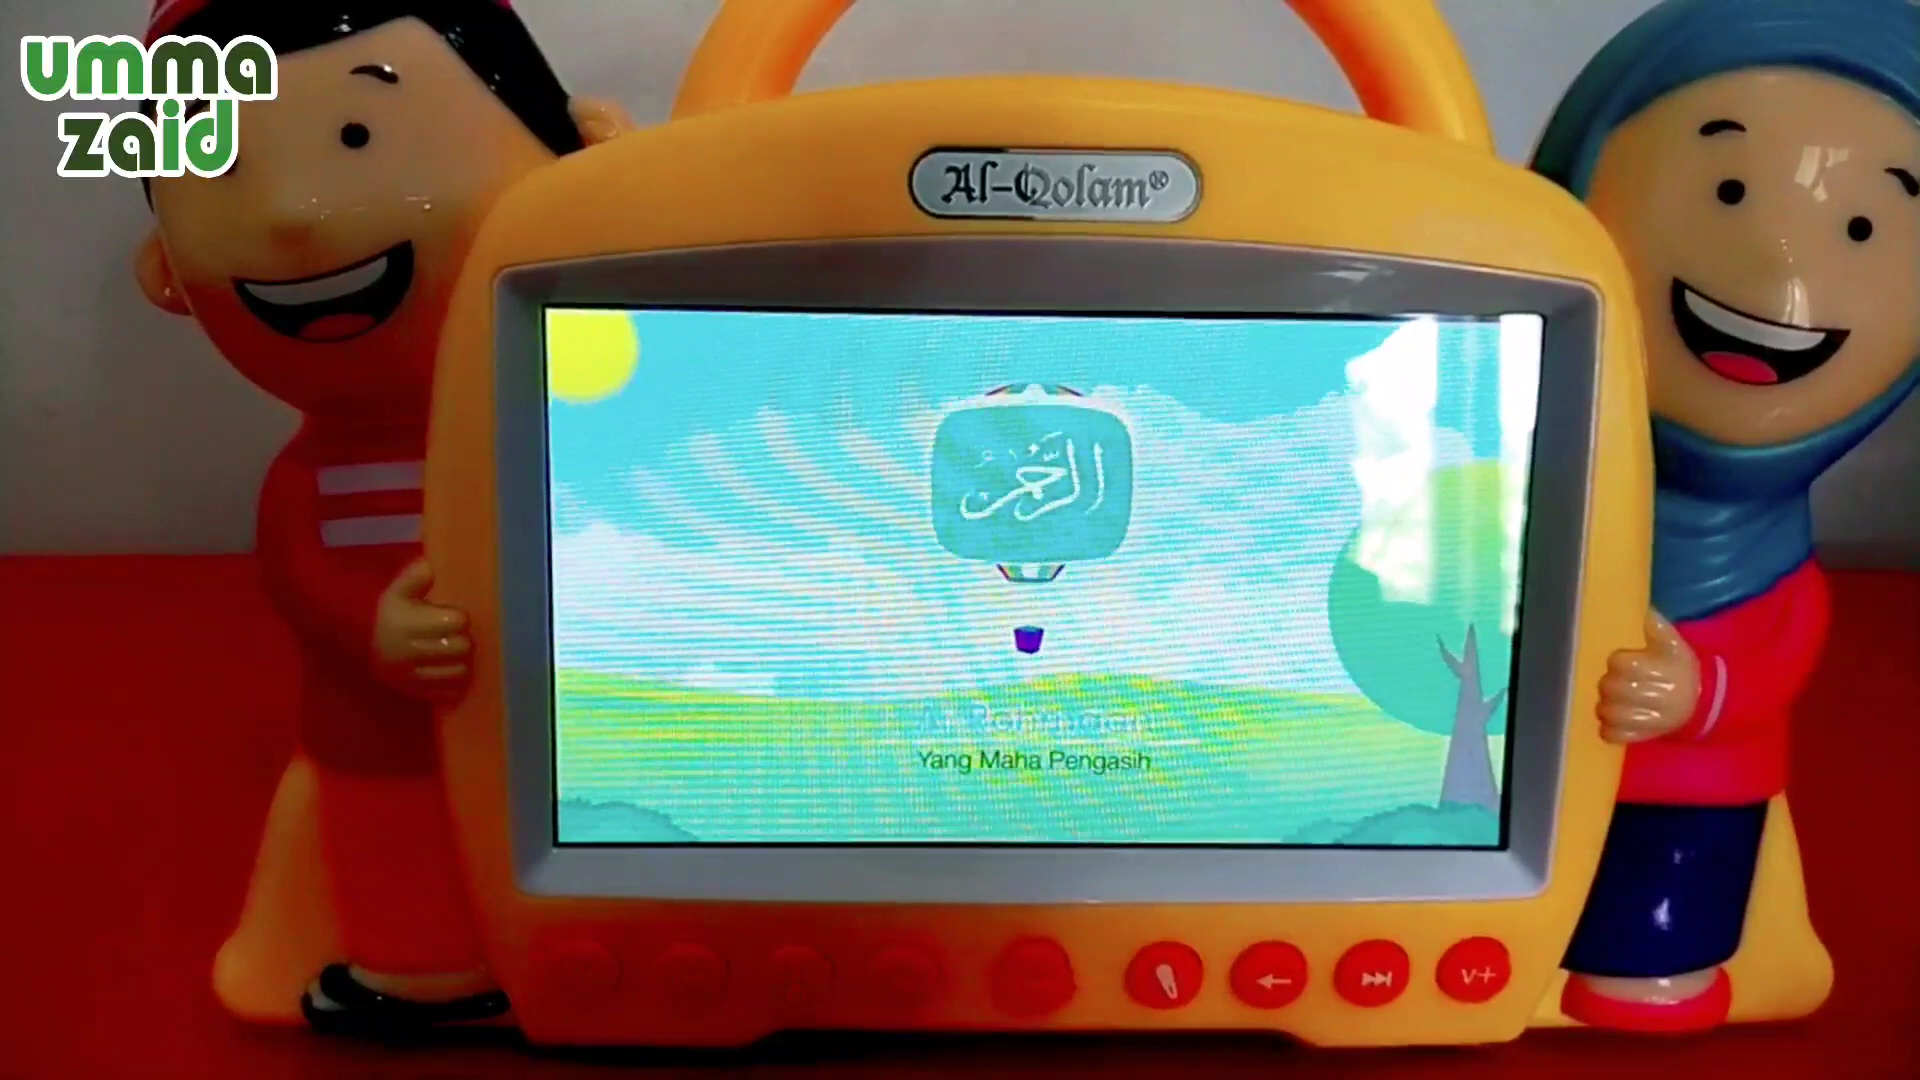 umma
zaid
Al-Qolam®
الرَّحْمٰنُ
Yang Maha Pengasih
V+